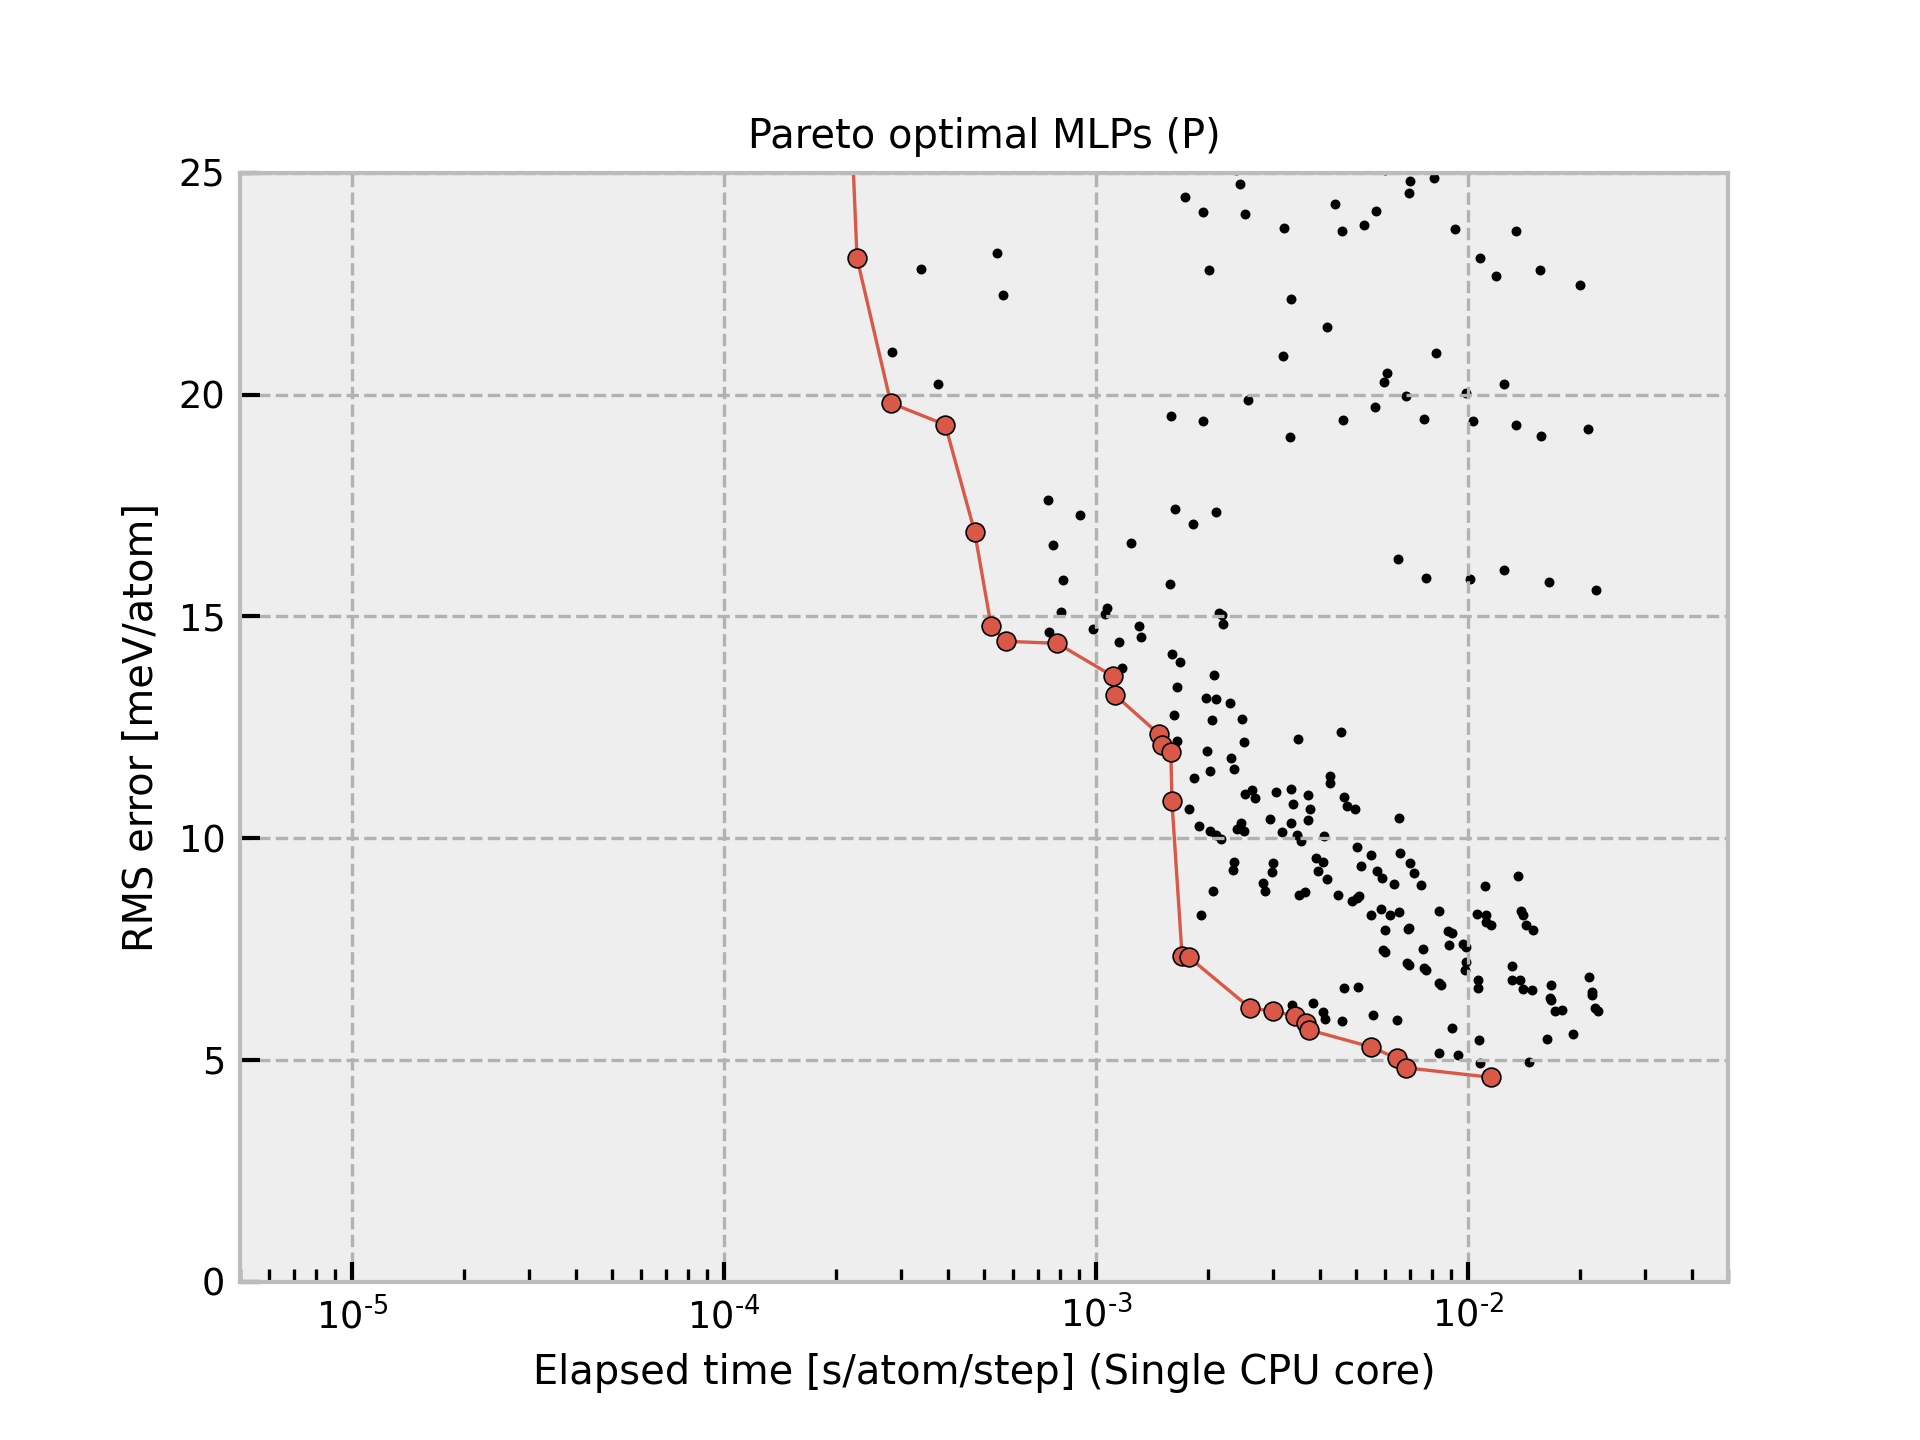 Pareto optimal MLPs (P)
25
20
15
10
5
0
RMS error [meV/atom]
10-5 10-4 10-3 10-2
Elapsed time [s/atom/step] (Single CPU core)